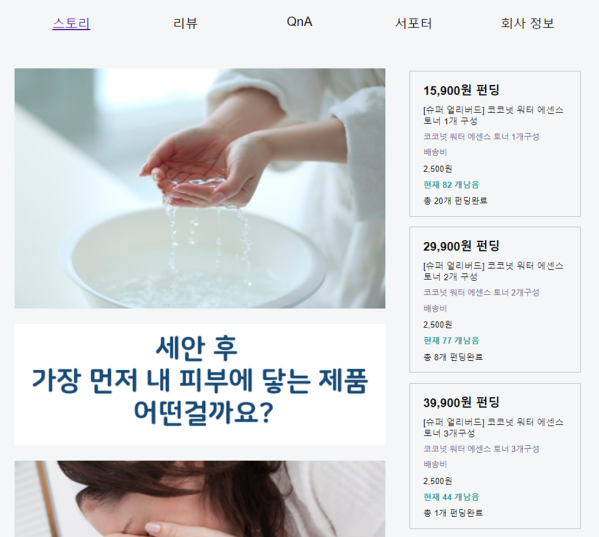 스토리
리뷰
QnA
서포터
회사 정보
세안 후
가장 먼저 내 피부에 닿는 제품
어떤걸까요?
15,900원 펀딩
[슈퍼 얼리버드] 코코넛 워터 에센스
토너 1개 구성
코코넛 워터 에센스 토너 1개구성
배송비
2,500원
현재 82 개남음
총 20개 펀딩완료
29,900원 펀딩
[슈퍼 얼리버드] 코코넛 워터 에센스
토너 2개 구성
코코넛 워터 에센스 토너 2개구성
배송비
2,500원
현재 77 개남음
총 8개 펀딩완료
39,900원 펀딩
[슈퍼 얼리버드] 코코넛 워터 에센스
토너 3개구성
코코넛 워터 에센스 토너 3개구성
배송비
2,500원
현재 44 개남음
총 1개 펀딩완료